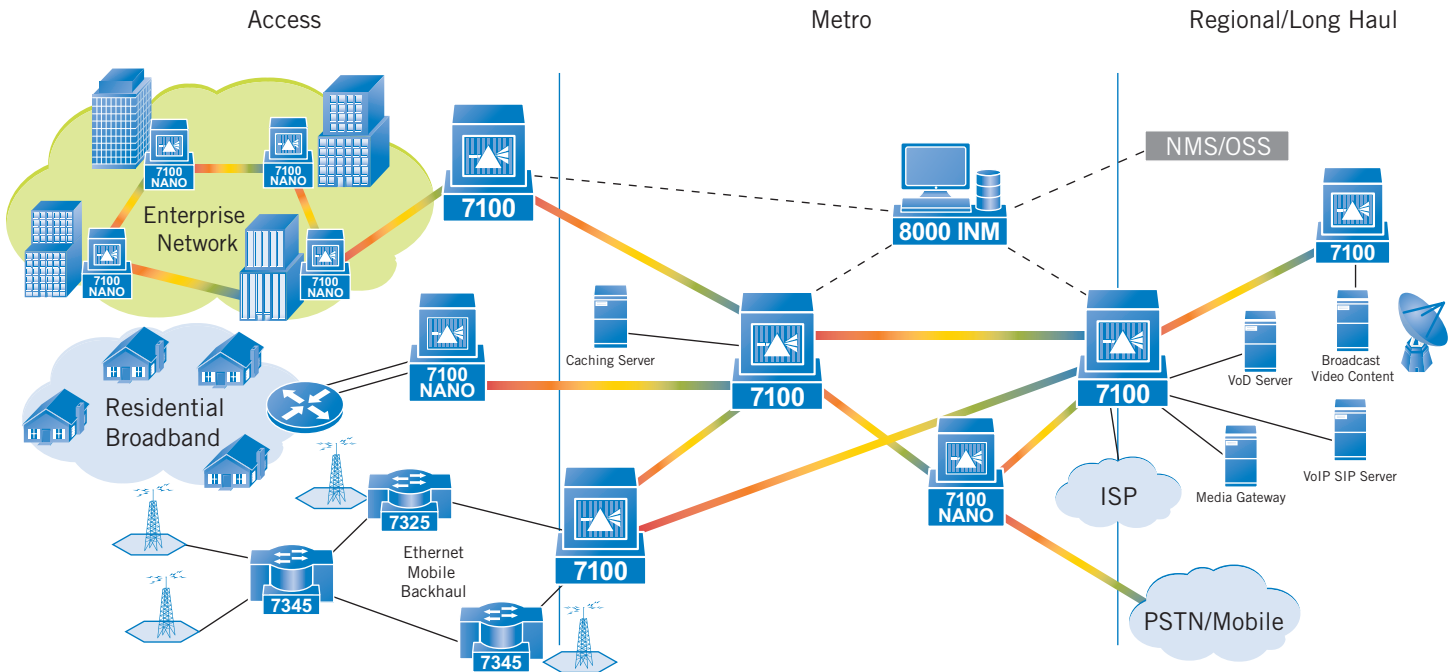 Access
Metro
Regional/Long Haul
7100
NANO
7100
NANO
Enterprise
Network
7100
NANO
7100
NANO
7100
8000 INM
NMS/OSS
7100
Caching Server
7100
NANO
7100
7100
VoD Server
Broadcast
Video Content
Residential
Broadband
7100
NANO
ISP
Media Gateway
VoIP SIP Server
7325
Ethernet
Mobile
Backhaul
7100
7345
7345
PSTN/Mobile